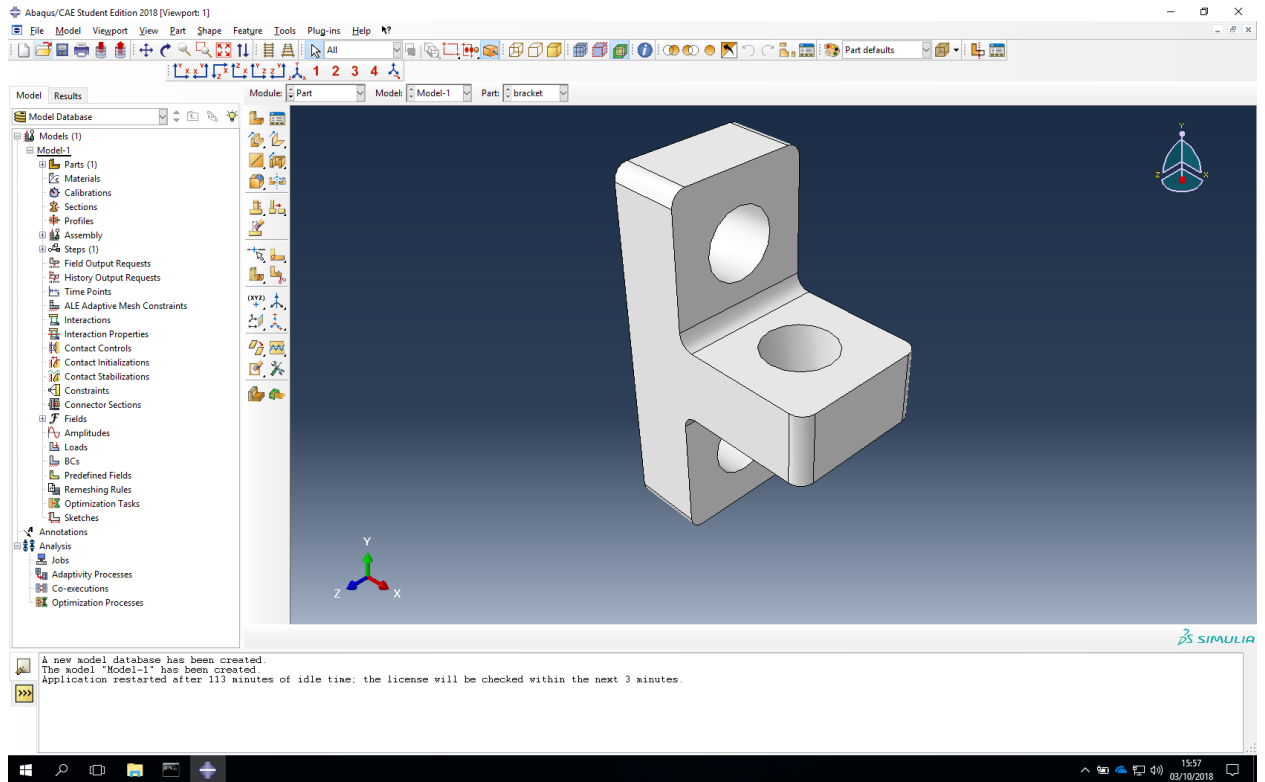 Abaqus/CAE Student Edition 2018 [Viewport: 1]
File Model Viewport View Part Shape Feature Tools Plug-ins Help
All
Part defaults
1 2 3 4
Model Results
Module: Part Model: Model-1 Part: bracket
Model Database
Models (1)
Model-1
Parts (1)
Materials
Calibrations
Sections
Profiles
Assembly
Steps (1)
Field Output Requests
History Output Requests
Time Points
ALE Adaptive Mesh Constraints
Interactions
Interaction Properties
Contact Controls
Contact Initializations
Contact Stabilizations
Constraints
Connector Sections
Fields
Amplitudes
Loads
BCs
Predefined Fields
Remeshing Rules
Optimization Tasks
Sketches
Annotations
Analysis
Jobs
Adaptivity Processes
Co-executions
Optimization Processes
(XYZ)
Y
Z X
Y
Z X
SIMULIA
A new model database has been created.
The model "Model-1" has been created.
Application restarted after 113 minutes of idle time; the license will be checked within the next 3 minutes.
>>>
15:57
03/10/2018